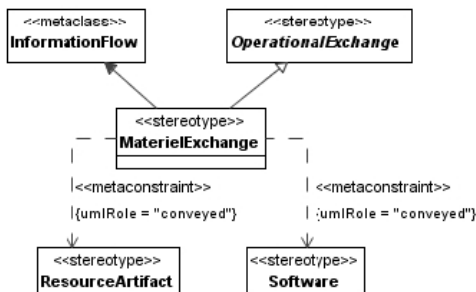 <<metaclass>>
InformationFlow
<<stereotype>>
OperationalExchange
<<stereotype>>
MaterielExchange
<<metaconstraint>>
{umlRole = "conveyed"}
<<metaconstraint>>
{umlRole = "conveyed"}
<<stereotype>>
ResourceArtifact
<<stereotype>>
Software